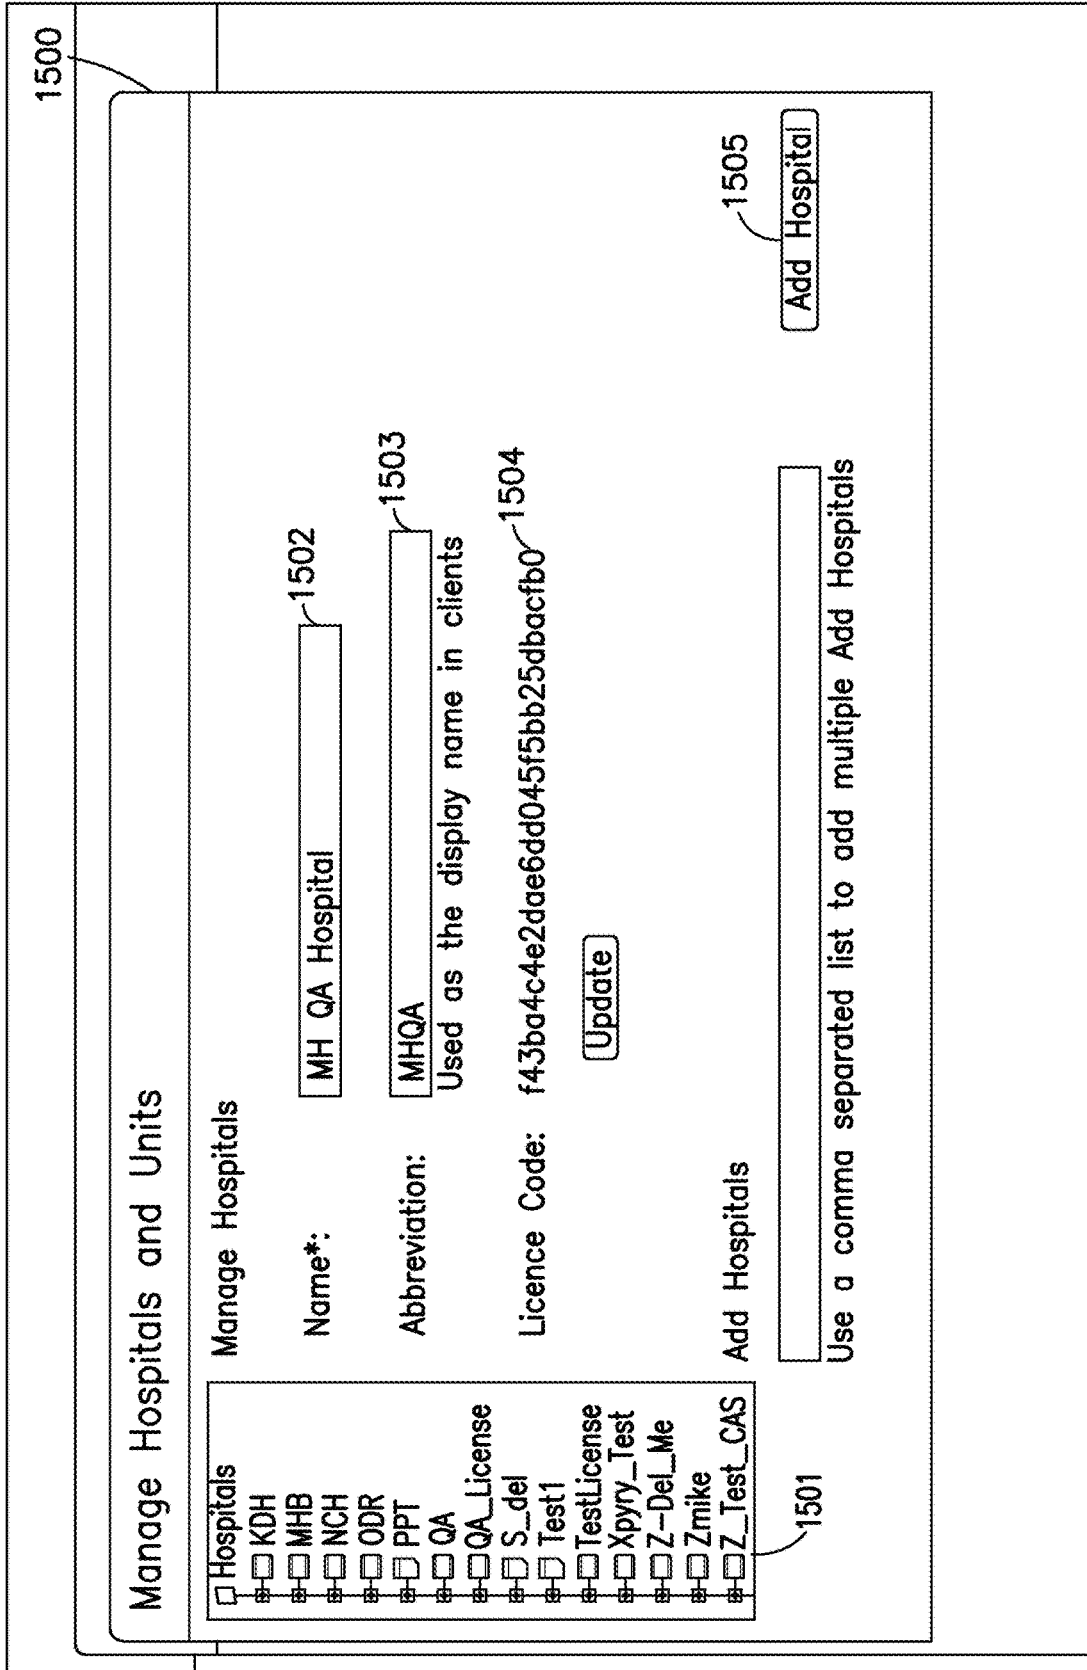 1500
Manage Hospitals and Units
Hospitals
KDH
MHB
NCH
ODR
PPT
QA
QA_License
S_del
Test1
TestLicense
Xpyry_Test
Z-Del_Me
Zmike
Z_Test_CAS
1501
Manage Hospitals
Name*: MH QA Hospital 1502
Abbreviation: MHQA 1503
Used as the display name in clients
Licence Code: f43ba4c4e2dae6dd045f5bb25dbacfb0 1504
Update
Add Hospitals
1505
Add Hospital
Use a comma separated list to add multiple Add Hospitals